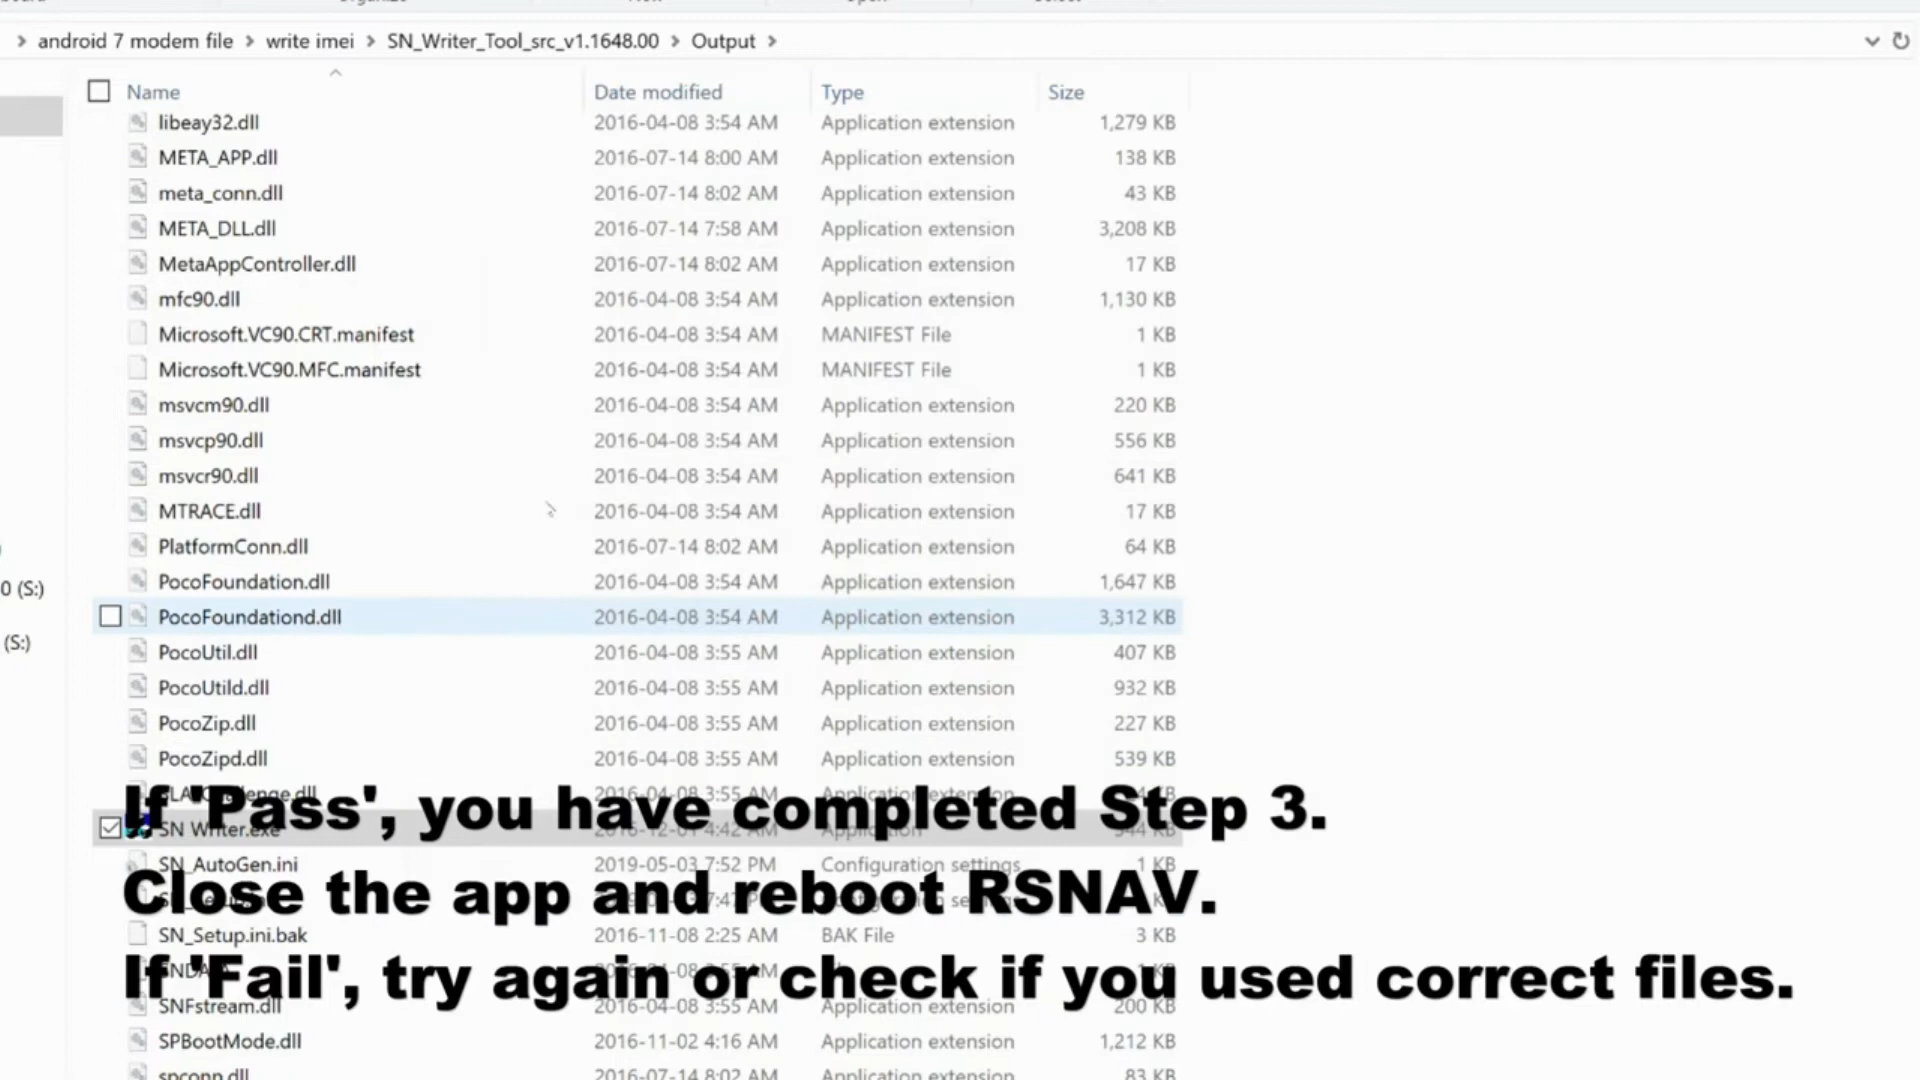 android 7 modem file > write imei > SN_Writer_Tool_src_v1.1648.00 > Output >
Name Date modified Type Size
libeay32.dll 2016-04-08 3:54 AM Application extension 1,279 KB
META_APP.dll 2016-07-14 8:00 AM Application extension 138 KB
meta_conn.dll 2016-07-14 8:02 AM Application extension 43 KB
META_DLL.dll 2016-07-14 7:58 AM Application extension 3,208 KB
MetaAppController.dll 2016-07-14 8:02 AM Application extension 17 KB
mfc90.dll 2016-04-08 3:54 AM Application extension 1,130 KB
Microsoft.VC90.CRT.manifest 2016-04-08 3:54 AM MANIFEST File 1 KB
Microsoft.VC90.MFC.manifest 2016-04-08 3:54 AM MANIFEST File 1 KB
msvcm90.dll 2016-04-08 3:54 AM Application extension 220 KB
msvcp90.dll 2016-04-08 3:54 AM Application extension 556 KB
msvcr90.dll 2016-04-08 3:54 AM Application extension 641 KB
MTRACE.dll 2016-04-08 3:54 AM Application extension 17 KB
PlatformConn.dll 2016-07-14 8:02 AM Application extension 64 KB
PocoFoundation.dll 2016-04-08 3:54 AM Application extension 1,647 KB
0 (S:)
PocoFoundationd.dll 2016-04-08 3:54 AM Application extension 3,312 KB
(S:)
PocoUtil.dll 2016-04-08 3:55 AM Application extension 407 KB
PocoUtild.dll 2016-04-08 3:55 AM Application extension 932 KB
PocoZip.dll 2016-04-08 3:55 AM Application extension 227 KB
PocoZipd.dll 2016-04-08 3:55 AM Application extension 539 KB
If 'Pass', you have completed Step 3.
SN Writer.exe
SN_AutoGen.ini 2019-05-03 7:52 PM Configuration settings 1 KB
Close the app and reboot RSNAV.
SN_Setup.ini.bak 2016-11-08 2:25 AM BAK File 3 KB
If 'Fail', try again or check if you used correct files.
SNFstream.dll 2016-04-08 3:55 AM Application extension 200 KB
SPBootMode.dll 2016-11-02 4:16 AM Application extension 1,212 KB
spconn.dll 2016-07-14 8:02 AM Application extension 83 KB